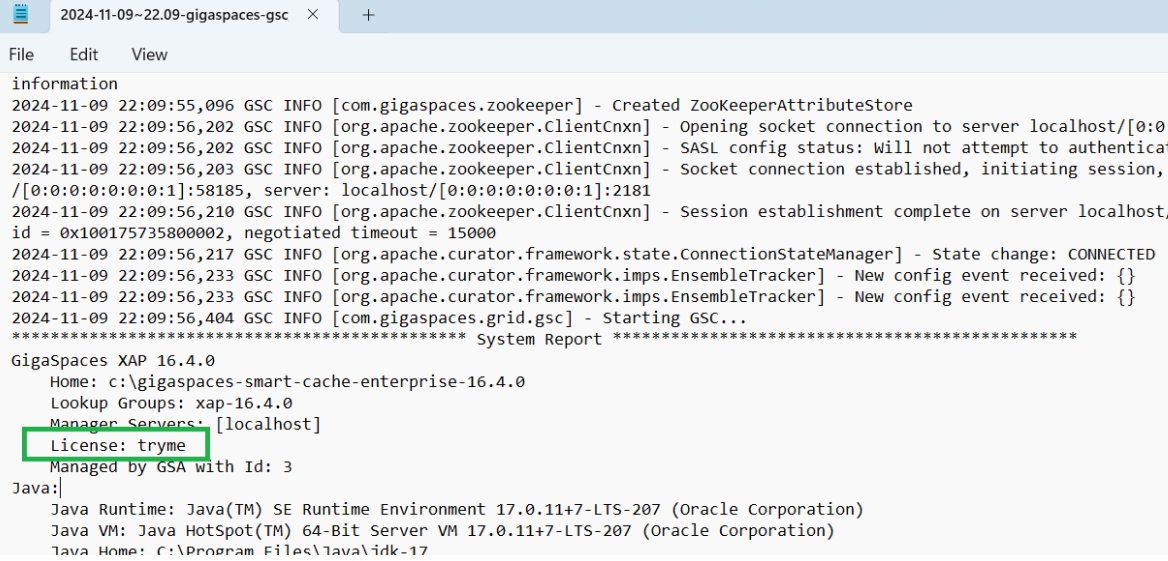 2024-11-09~22.09-gigaspaces-gsc × +
File Edit View
information
2024-11-09 22:09:55,096 GSC INFO [com.gigaspaces.zookeeper] - Created ZooKeeperAttributeStore
2024-11-09 22:09:56,202 GSC INFO [org.apache.zookeeper.ClientCnxn] - Opening socket connection to server localhost/[0:0
2024-11-09 22:09:56,202 GSC INFO [org.apache.zookeeper.ClientCnxn] - SASL config status: Will not attempt to authenticat
2024-11-09 22:09:56,203 GSC INFO [org.apache.zookeeper.ClientCnxn] - Socket connection established, initiating session,
/[0:0:0:0:0:0:0:1]:58185, server: localhost/[0:0:0:0:0:0:0:1]:2181
2024-11-09 22:09:56,210 GSC INFO [org.apache.zookeeper.ClientCnxn] - Session establishment complete on server localhost/
id = 0x100175735800002, negotiated timeout = 15000
2024-11-09 22:09:56,217 GSC INFO [org.apache.curator.framework.state.ConnectionStateManager] - State change: CONNECTED
2024-11-09 22:09:56,233 GSC INFO [org.apache.curator.framework.imps.EnsembleTracker] - New config event received: {}
2024-11-09 22:09:56,233 GSC INFO [org.apache.curator.framework.imps.EnsembleTracker] - New config event received: {}
2024-11-09 22:09:56,404 GSC INFO [com.gigaspaces.grid.gsc] - Starting GSC...
*********************************************** System Report ************************************************
GigaSpaces XAP 16.4.0
Home: c:\gigaspaces-smart-cache-enterprise-16.4.0
Lookup Groups: xap-16.4.0
Manager Servers: [localhost]
License: tryme
Managed by GSA with Id: 3
Java:
Java Runtime: Java(TM) SE Runtime Environment 17.0.11+7-LTS-207 (Oracle Corporation)
Java VM: Java HotSpot(TM) 64-Bit Server VM 17.0.11+7-LTS-207 (Oracle Corporation)
Java Home: C:\Program Files\Java\jdk-17